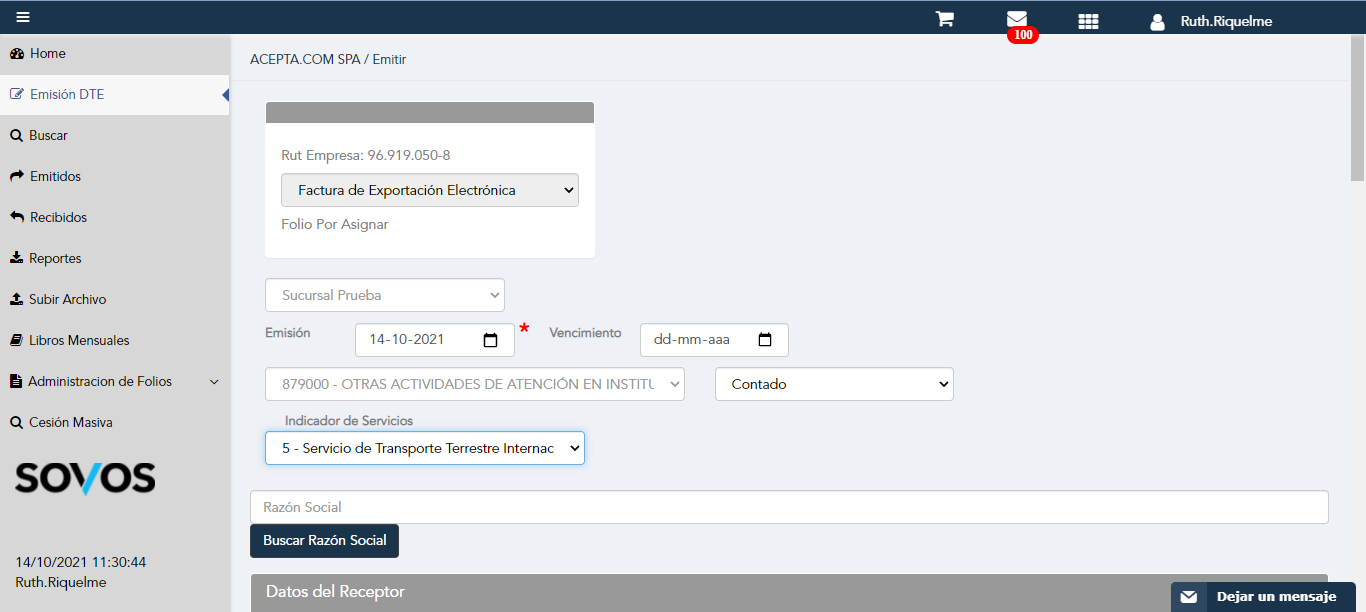 100
Ruth.Riquelme
Home
Emisión DTE
Buscar
Emitidos
Recibidos
Reportes
Subir Archivo
Libros Mensuales
Administracion de Folios
Cesión Masiva
SOVOS
14/10/2021 11:30:44
Ruth.Riquelme
ACEPTA.COM SPA / Emitir
Rut Empresa: 96.919.050-8
Factura de Exportación Electrónica
Folio Por Asignar
Sucursal Prueba
Emisión 14-10-2021 * Vencimiento dd-mm-aaa
879000 - OTRAS ACTIVIDADES DE ATENCIÓN EN INSTITU Contado
Indicador de Servicios
5 - Servicio de Transporte Terrestre Internac
Razón Social
Buscar Razón Social
Datos del Receptor
Dejar un mensaje